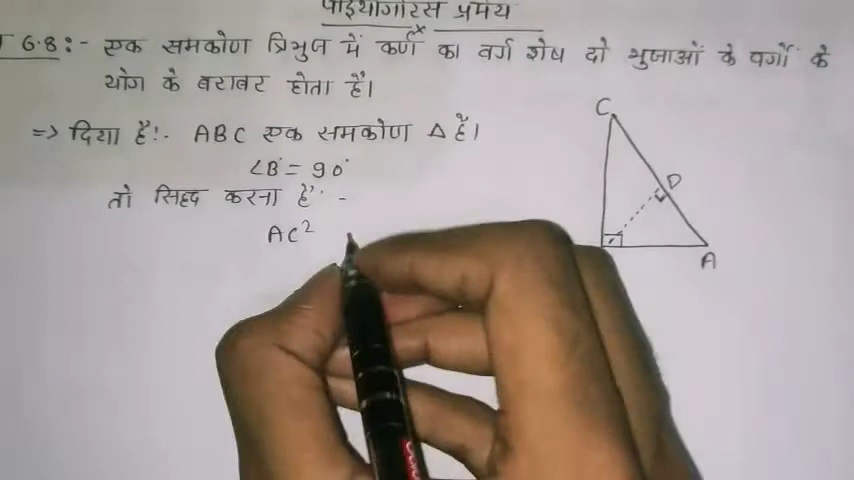 पाइथागोरस प्रमेय
6.8:- एक समकोण त्रिभुज में कर्ण का वर्ग शेष दो भुजाओं के वर्गों के
योग के बराबर होता है।
=> दिया है:- ABC एक समकोण △ है।
∠B = 90°
तो सिद्ध करना है:-
AC²
C
D
A